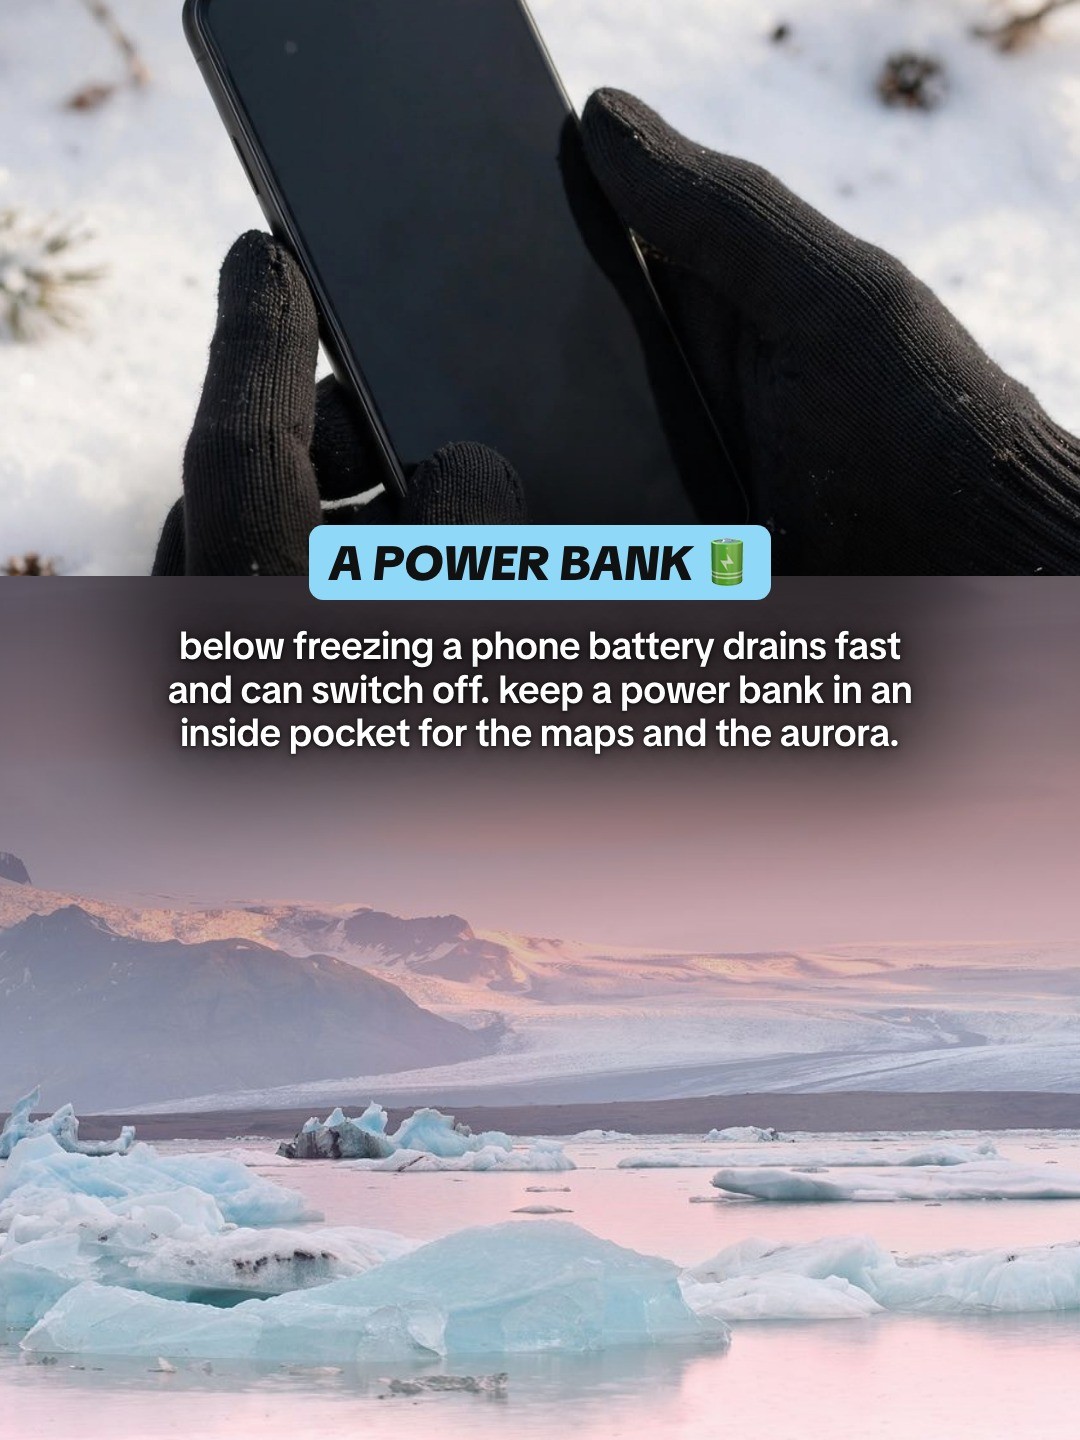 A POWER BANK 🔋
below freezing a phone battery drains fast
and can switch off. keep a power bank in an
inside pocket for the maps and the aurora.